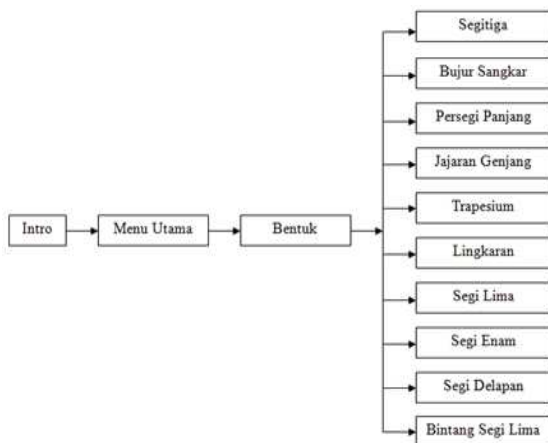 Intro
Menu Utama
Bentuk
Segitiga
Bujur Sangkar
Persegi Panjang
Jajaran Genjang
Trapesium
Lingkaran
Segi Lima
Segi Enam
Segi Delapan
Bintang Segi Lima